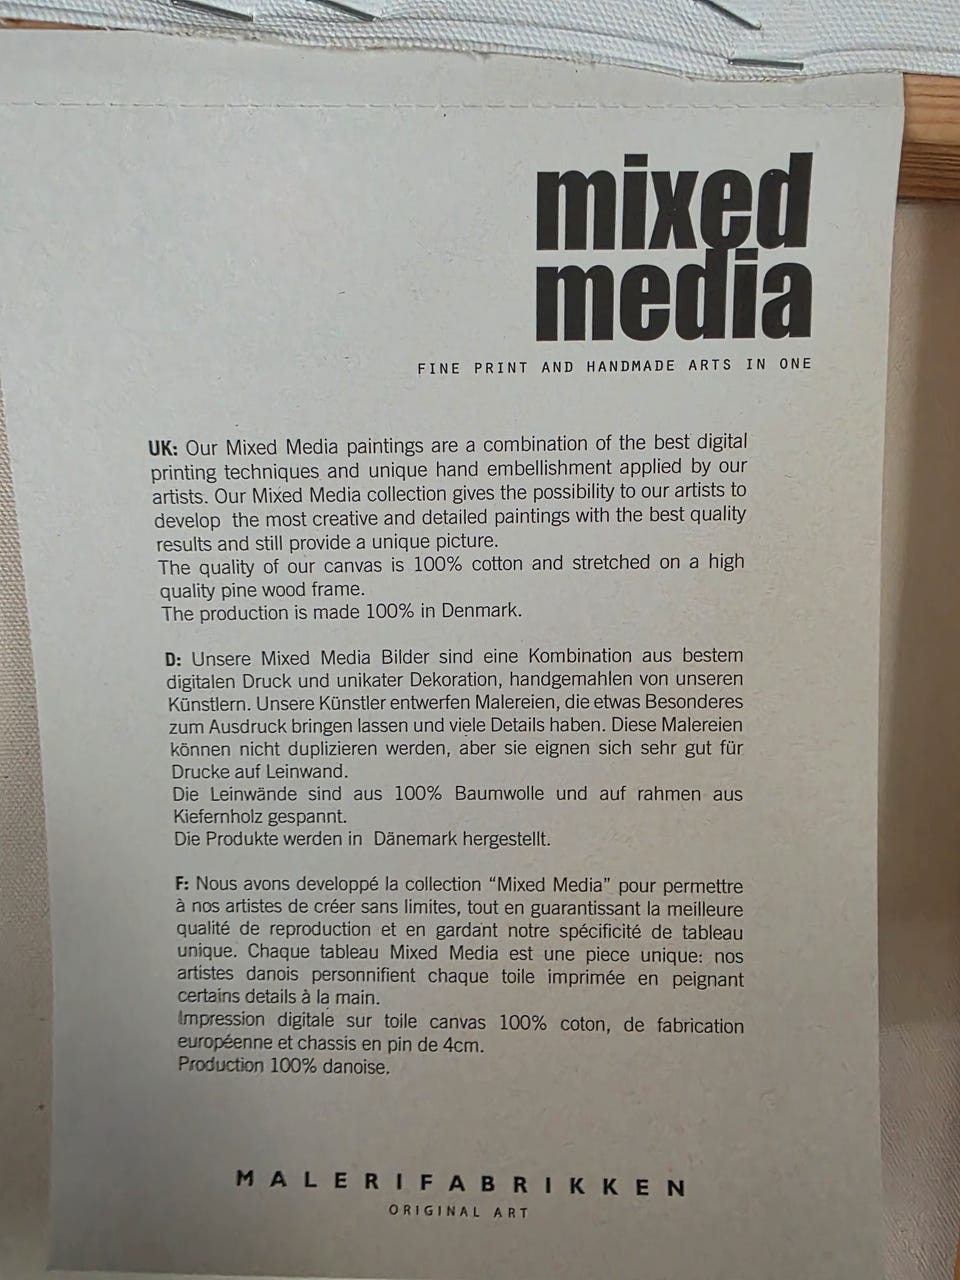 mixed
media
FINE PRINT AND HANDMADE ARTS IN ONE
UK: Our Mixed Media paintings are a combination of the best digital
printing techniques and unique hand embellishment applied by our
artists. Our Mixed Media collection gives the possibility to our artists to
develop the most creative and detailed paintings with the best quality
results and still provide a unique picture.
The quality of our canvas is 100% cotton and stretched on a high
quality pine wood frame.
The production is made 100% in Denmark.
D: Unsere Mixed Media Bilder sind eine Kombination aus bestem
digitalen Druck und unikater Dekoration, handgemahlen von unseren
Künstlern. Unsere Künstler entwerfen Malereien, die etwas Besonderes
zum Ausdruck bringen lassen und viele Details haben. Diese Malereien
können nicht duplizieren werden, aber sie eignen sich sehr gut für
Drucke auf Leinwand.
Die Leinwände sind aus 100% Baumwolle und auf rahmen aus
Kiefernholz gespannt.
Die Produkte werden in Dänemark hergestellt.
F: Nous avons developpé la collection “Mixed Media” pour permettre
à nos artistes de créer sans limites, tout en guarantissant la meilleure
qualité de reproduction et en gardant notre spécificité de tableau
unique. Chaque tableau Mixed Media est une piece unique: nos
artistes danois personnifient chaque toile imprimée en peignant
certains details à la main.
Impression digitale sur toile canvas 100% coton, de fabrication
européenne et chassis en pin de 4cm.
Production 100% danoise.
MALERIFABRIKKEN
ORIGINAL ART